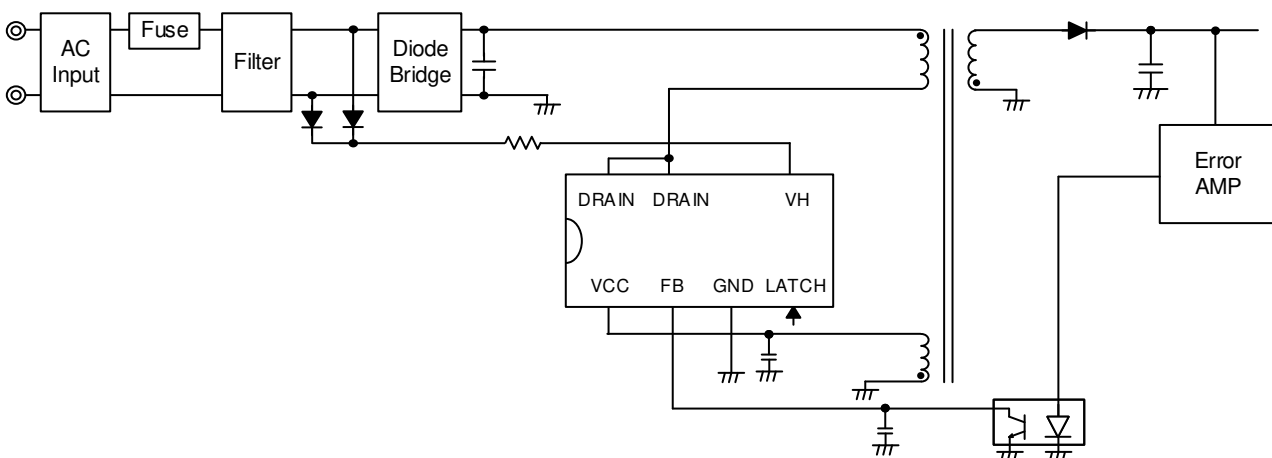 AC
Input
Fuse
Filter
Diode
Bridge
DRAIN DRAIN VH
VCC FB GND LATCH
Error
AMP